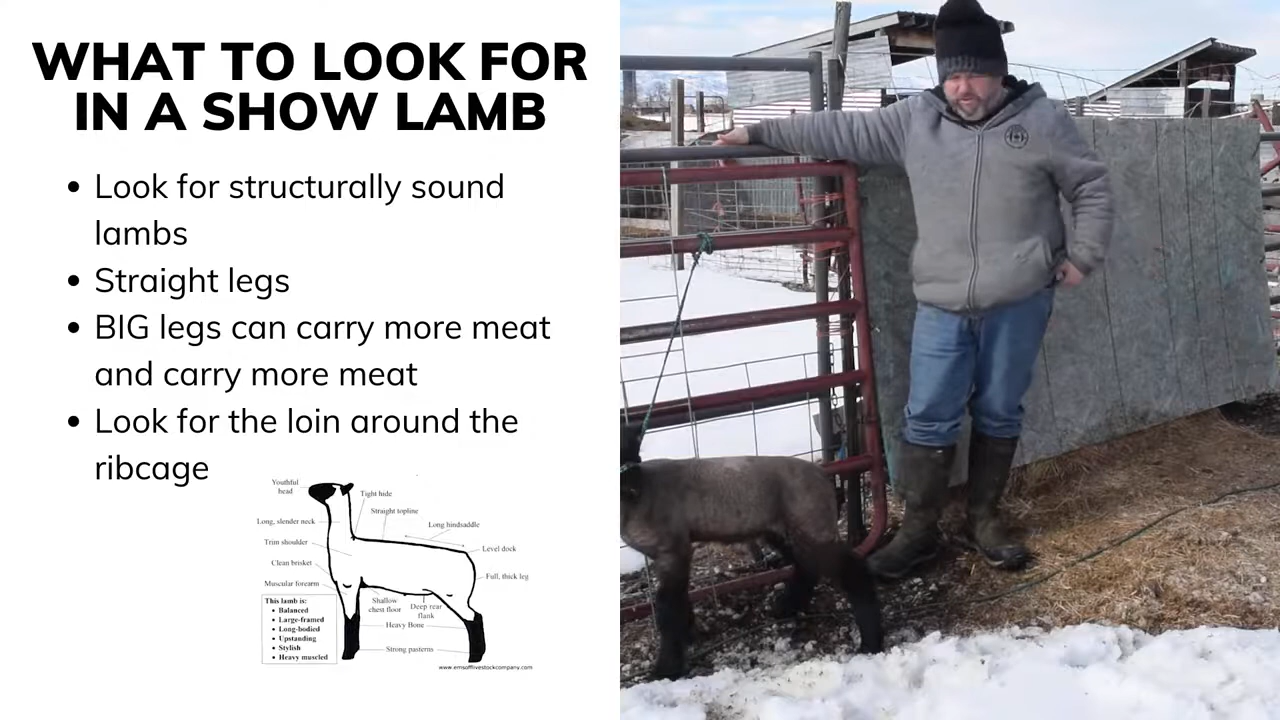 WHAT TO LOOK FOR
IN A SHOW LAMB
• Look for structurally sound
lambs
• Straight legs
• BIG legs can carry more meat
and carry more meat
• Look for the loin around the
ribcage
Youthful
head
Tight hide
Straight topline
Long, slender neck
Long hindsaddle
Trim shoulder
Level dock
Clean brisket
Full, thick leg
Muscular forearm
Shallow
chest floor
Deep rear
flank
Heavy Bone
Strong pasterns
This lamb is:
• Balanced
• Large-framed
• Long-bodied
• Upstanding
• Stylish
• Heavy muscled